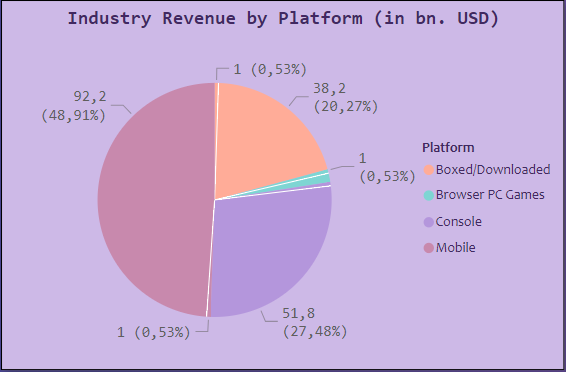 Industry Revenue by Platform (in bn. USD)
1 (0,53%)
38,2
(20,27%)
92,2
(48,91%)
1
(0,53%)
51,8
(27,48%)
1 (0,53%)
Platform
Boxed/Downloaded
Browser PC Games
Console
Mobile